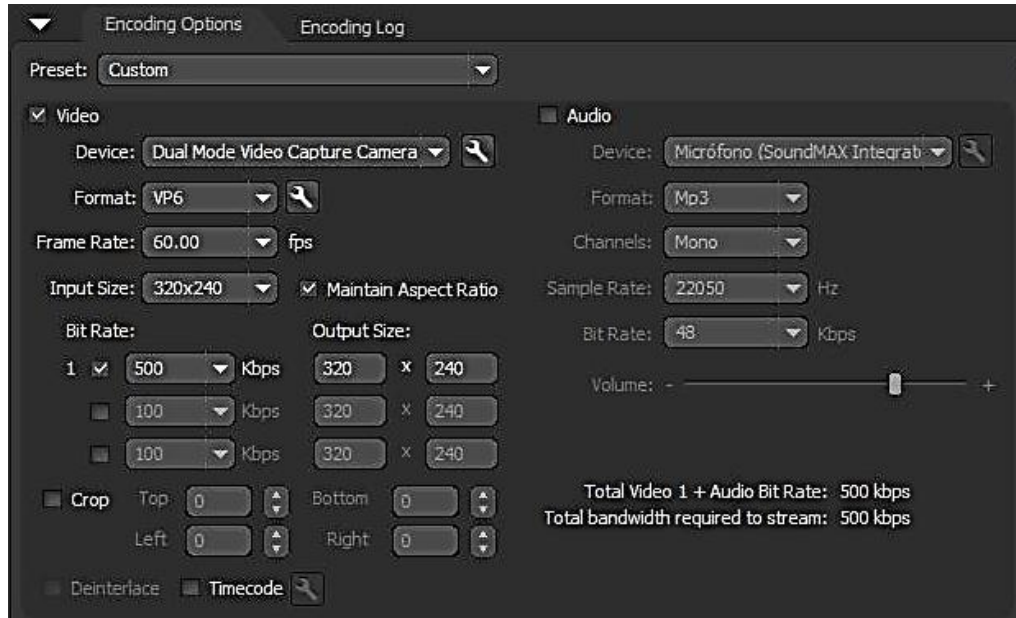 Encoding Options Encoding Log
Preset: Custom
Video
Device: Dual Mode Video Capture Camera
Format: VP6
Frame Rate: 60.00 fps
Input Size: 320x240 Maintain Aspect Ratio
Bit Rate: Output Size:
1 500 Kbps 320 x 240
100 Kbps 320 x 240
100 Kbps 320 x 240
Crop Top 0 Bottom 0
Left 0 Right 0
Deinterlace Timecode
Audio
Device: Micrófono (SoundMAX Integrat
Format: Mp3
Channels: Mono
Sample Rate: 22050 Hz
Bit Rate: 48 Kbps
Volume: - +
Total Video 1 + Audio Bit Rate: 500 kbps
Total bandwidth required to stream: 500 kbps